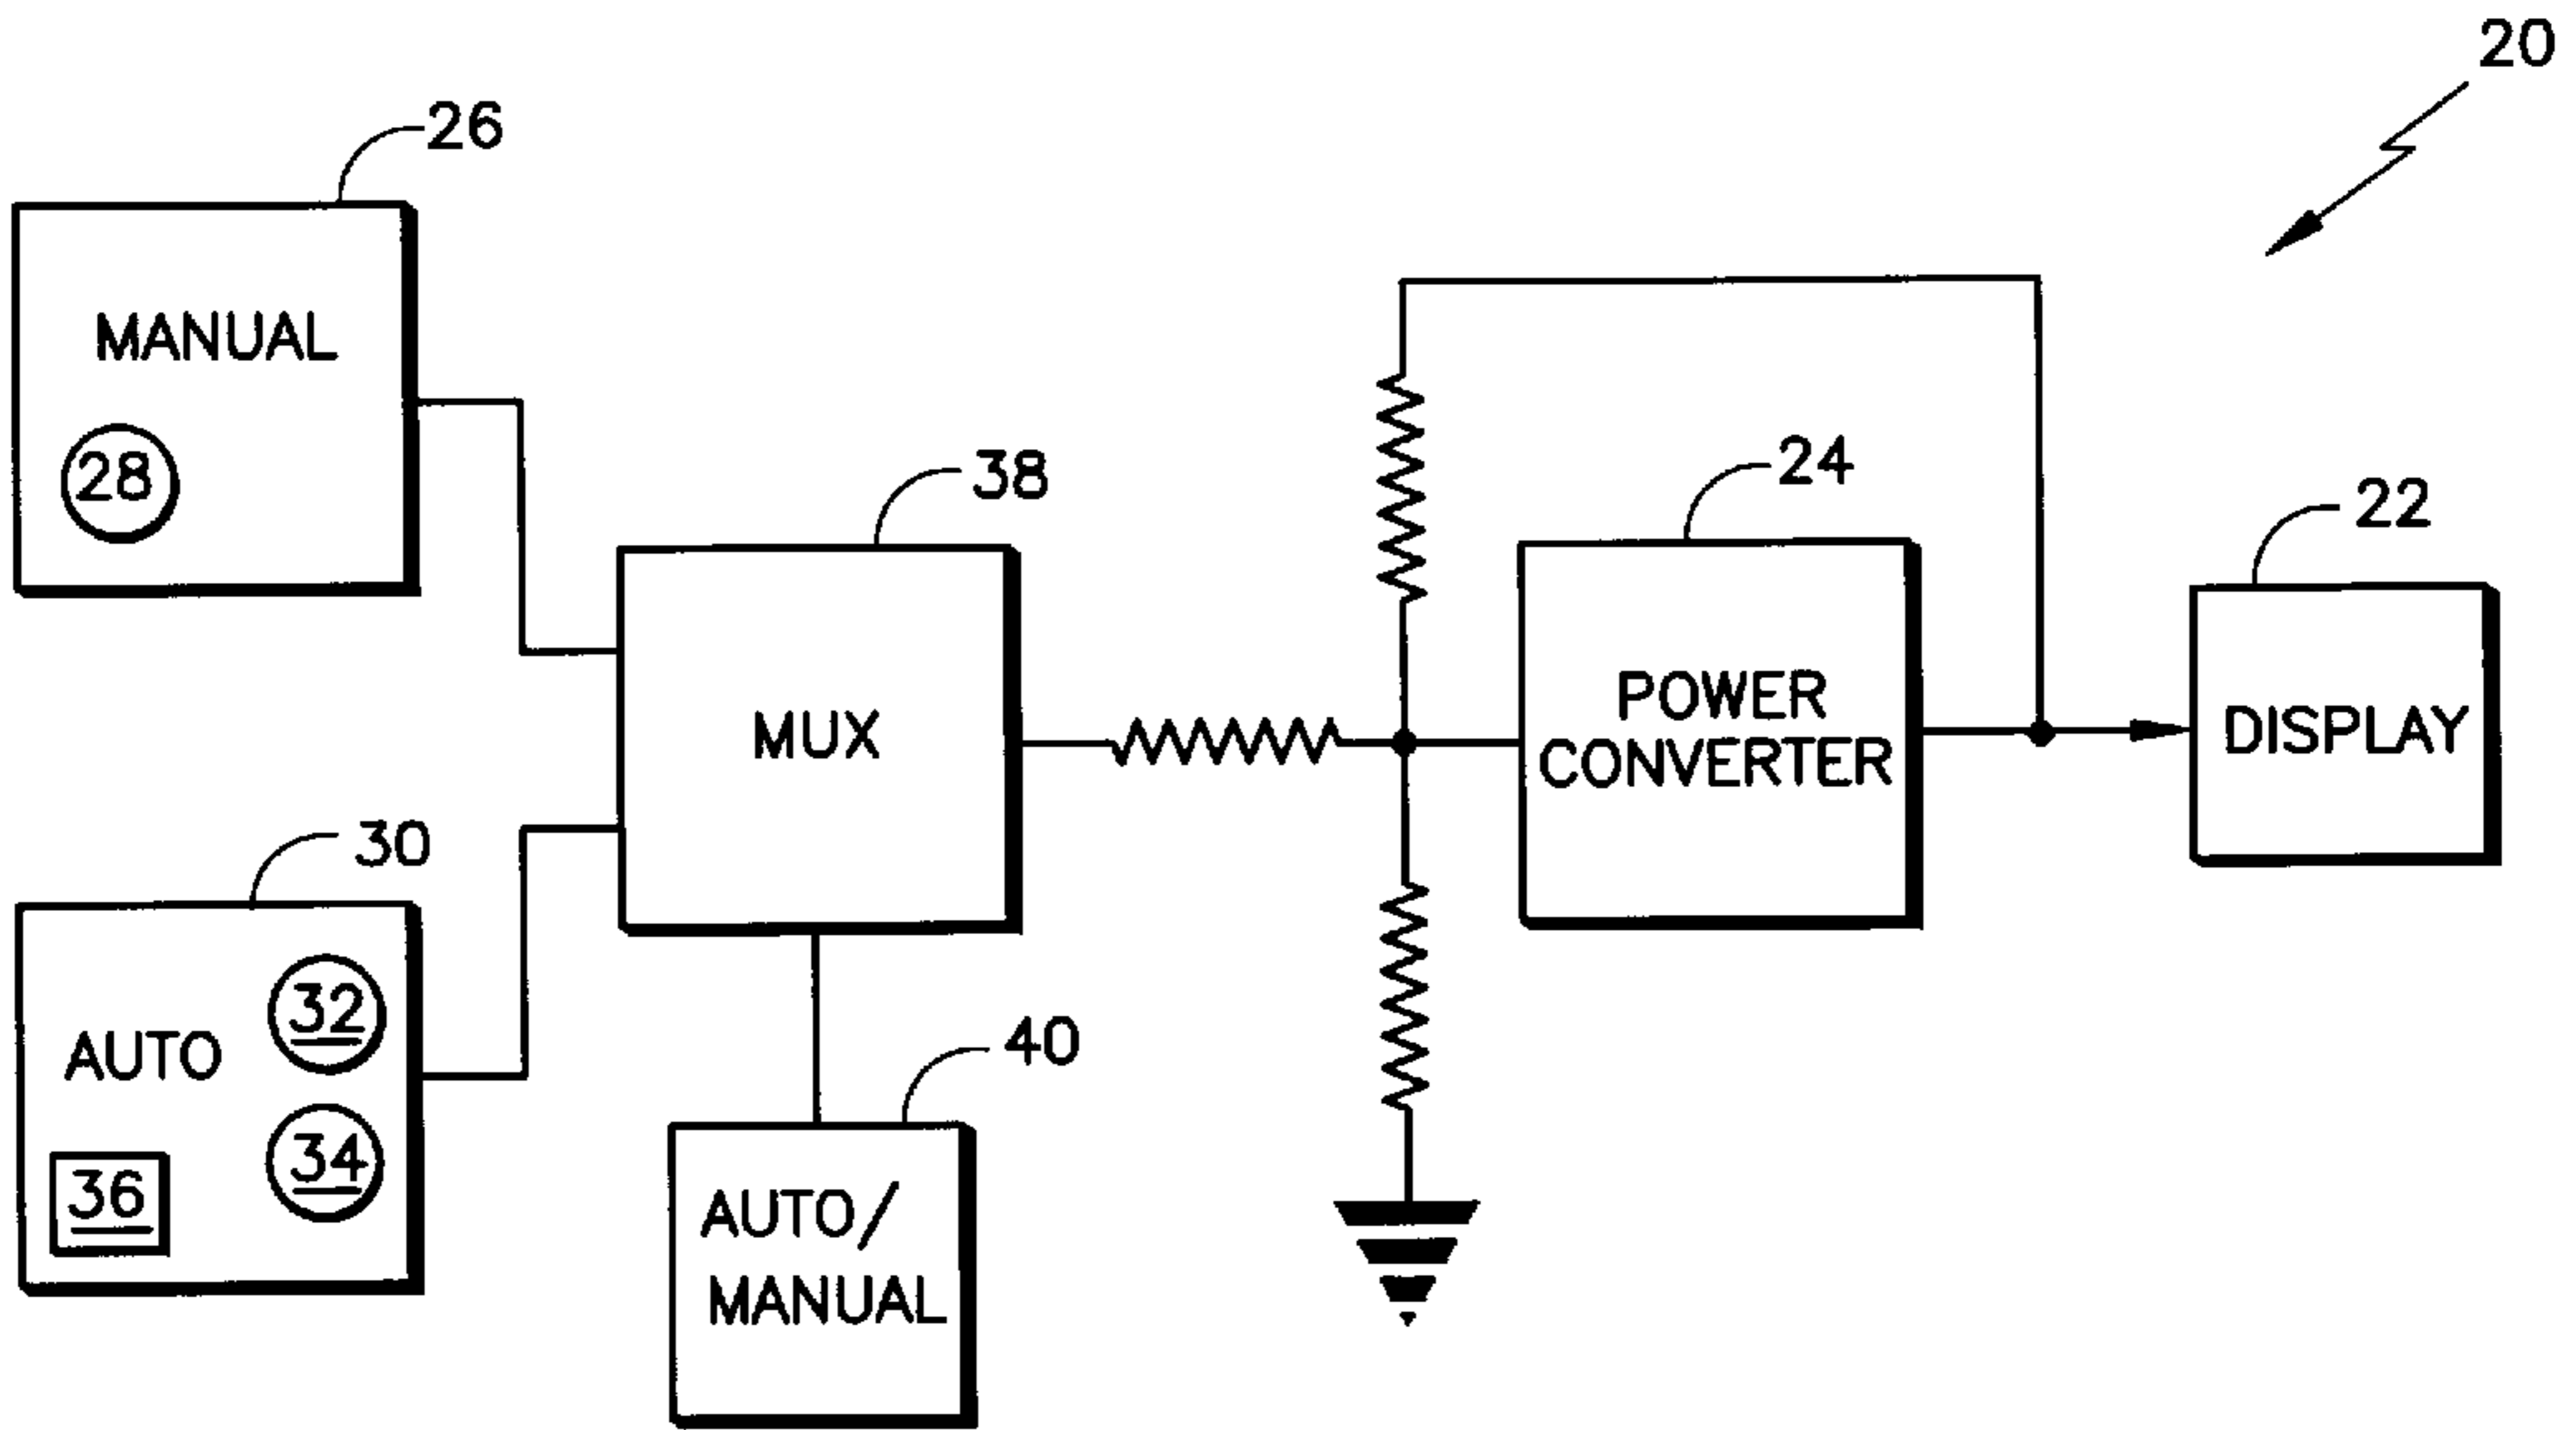 20
26
MANUAL
28
38
MUX
24
POWER
CONVERTER
22
DISPLAY
30
AUTO
32
34
36
40
AUTO/
MANUAL